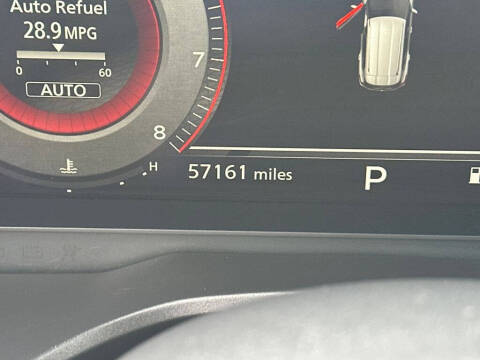 Auto Refuel
28.9 MPG
0 60
AUTO
7
8
H
57161 miles
P